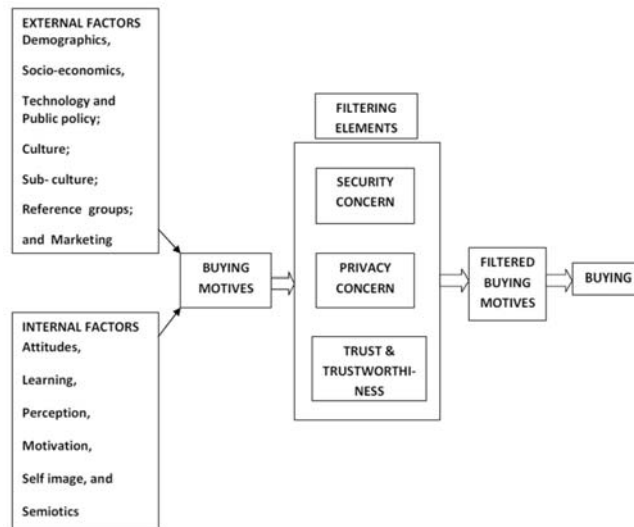 EXTERNAL FACTORS
Demographics,
Socio-economics,
Technology and
Public policy;
Culture;
Sub- culture;
Reference groups;
and Marketing
INTERNAL FACTORS
Attitudes,
Learning,
Perception,
Motivation,
Self image, and
Semiotics
BUYING
MOTIVES
FILTERING
ELEMENTS
SECURITY
CONCERN
PRIVACY
CONCERN
TRUST &
TRUSTWORTHI-
NESS
FILTERED
BUYING
MOTIVES
BUYING